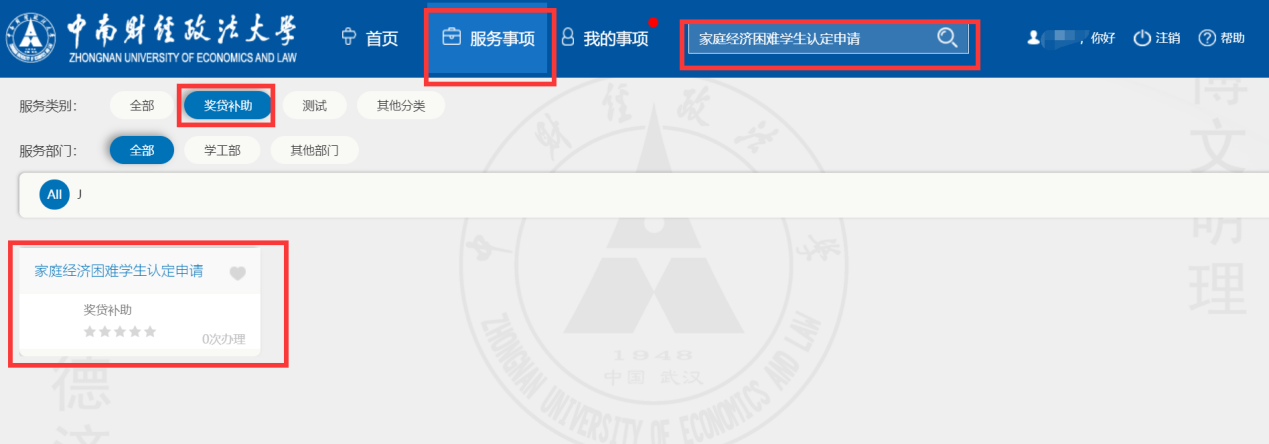 中南财经政法大学
ZHONGNAN UNIVERSITY OF ECONOMICS AND LAW
首页
服务事项
我的事项
家庭经济困难学生认定申请
，你好
注销
帮助
服务类别：
全部
奖贷补助
测试
其他分类
服务部门：
全部
学工部
其他部门
All J
家庭经济困难学生认定申请
奖贷补助
0次办理
1948
中国 武汉
ZHONGNAN UNIVERSITY OF ECONOMICS AND LAW
博文明理
德济